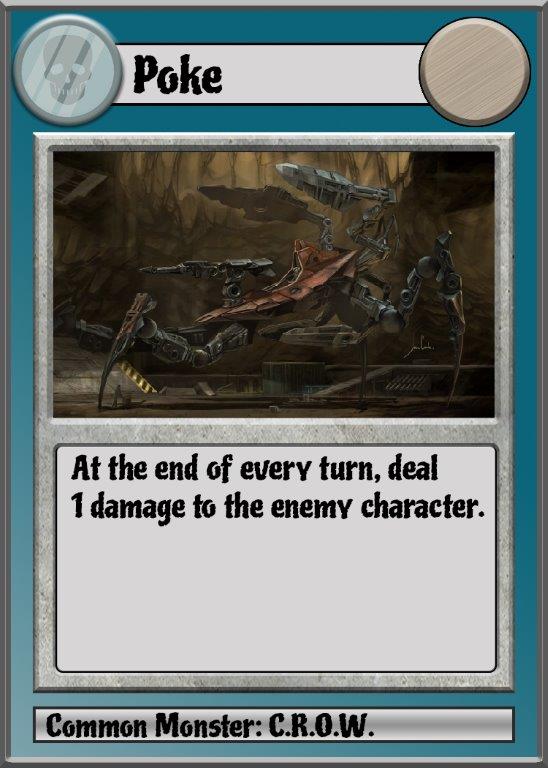 Poke
At the end of every turn, deal
1 damage to the enemy character.
Common Monster: C.R.O.W.